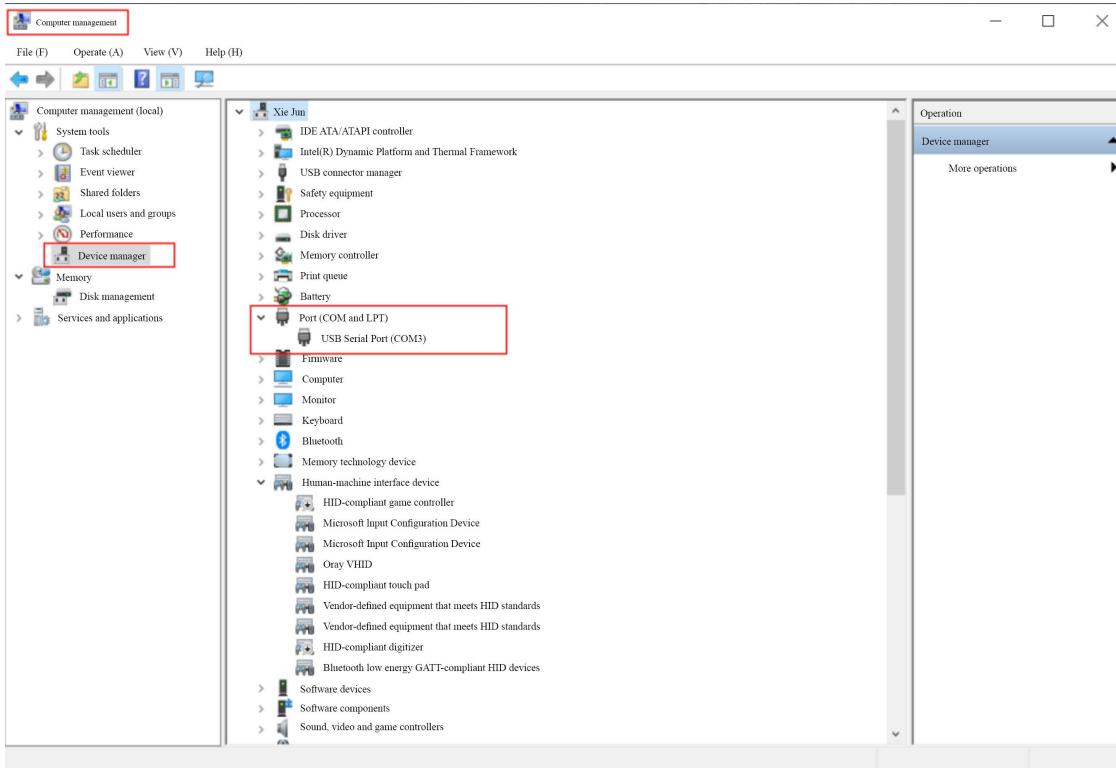 Computer management
File (F) Operate (A) View (V) Help (H)
Computer management (local)
System tools
Task scheduler
Event viewer
Shared folders
Local users and groups
Performance
Device manager
Memory
Disk management
Services and applications
Xie Jun
IDE ATA/ATAPI controller
Intel(R) Dynamic Platform and Thermal Framework
USB connector manager
Safety equipment
Processor
Disk driver
Memory controller
Print queue
Battery
Port (COM and LPT)
USB Serial Port (COM3)
Firmware
Computer
Monitor
Keyboard
Bluetooth
Memory technology device
Human-machine interface device
HID-compliant game controller
Microsoft lnput Configuration Device
Microsoft Input Configuration Device
Oray VHID
HID-compliant touch pad
Vendor-defined equipment that meets HID standards
Vendor-defined equipment that meets HID standards
HID-compliant digitizer
Bluetooth low energy GATT-compliant HID devices
Software devices
Software components
Sound, video and game controllers
Operation
Device manager
More operations